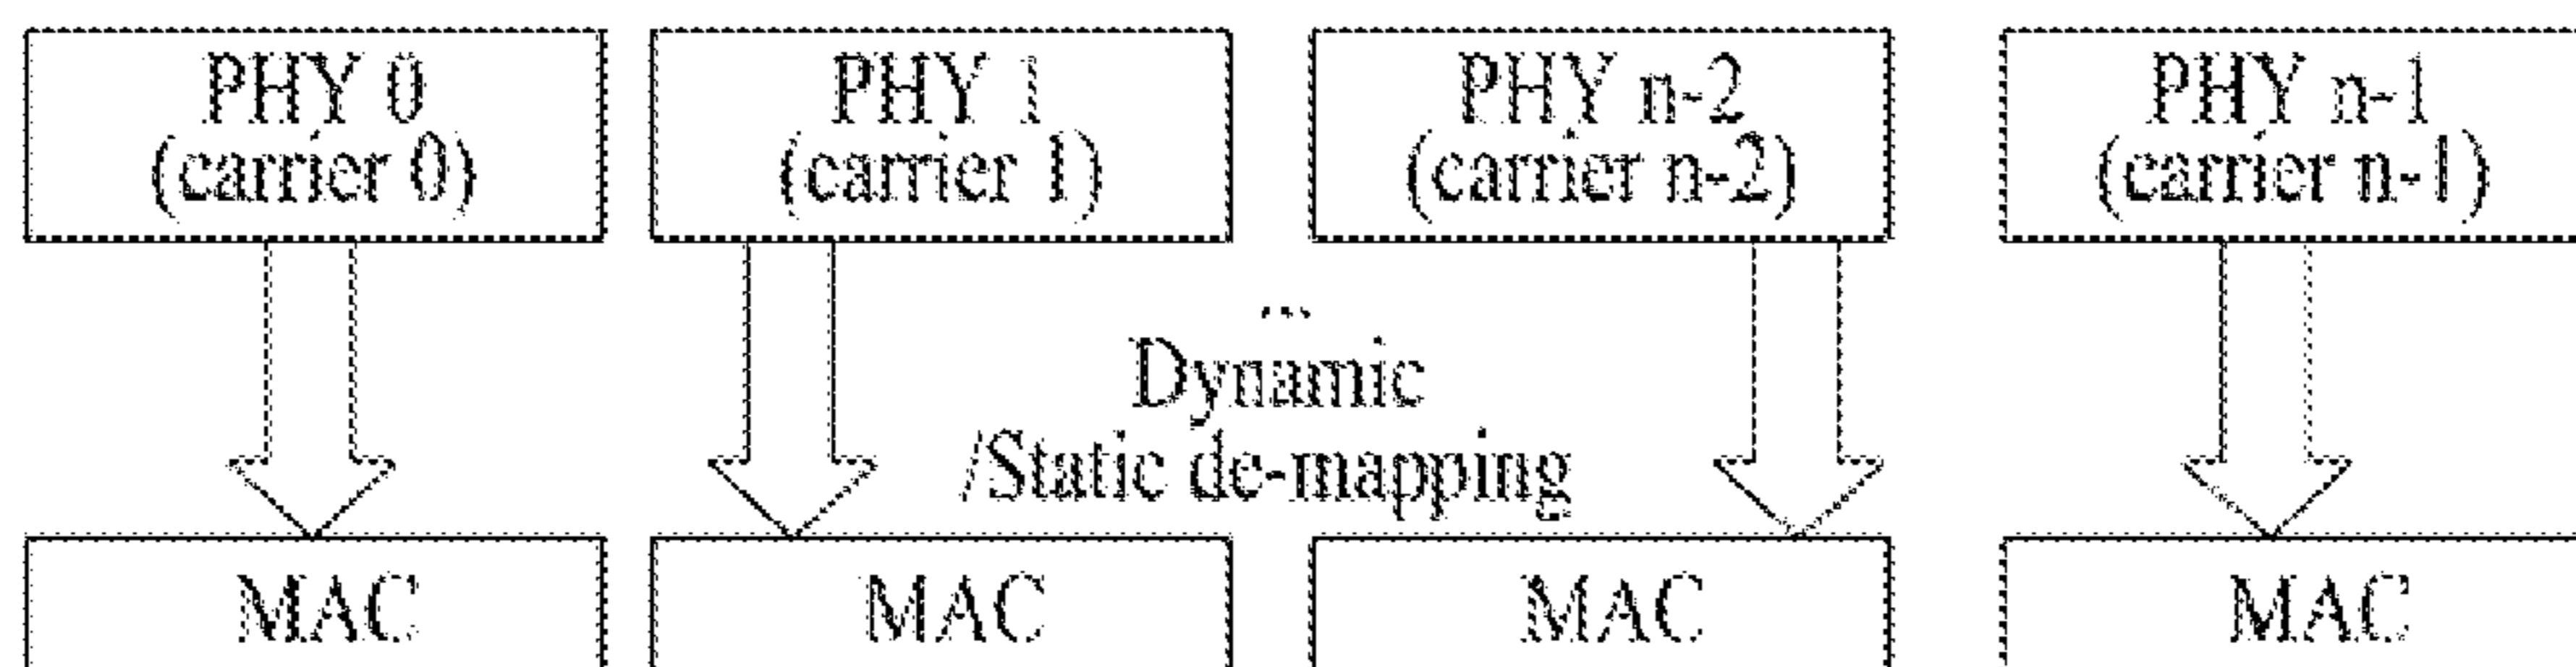 PHY 0
(carrier 0)
PHY 1
(carrier 1)
PHY n-2
(carrier n-2)
PHY n-1
(carrier n-1)
...
Dynamic
/Static de-mapping
MAC
MAC
MAC
MAC